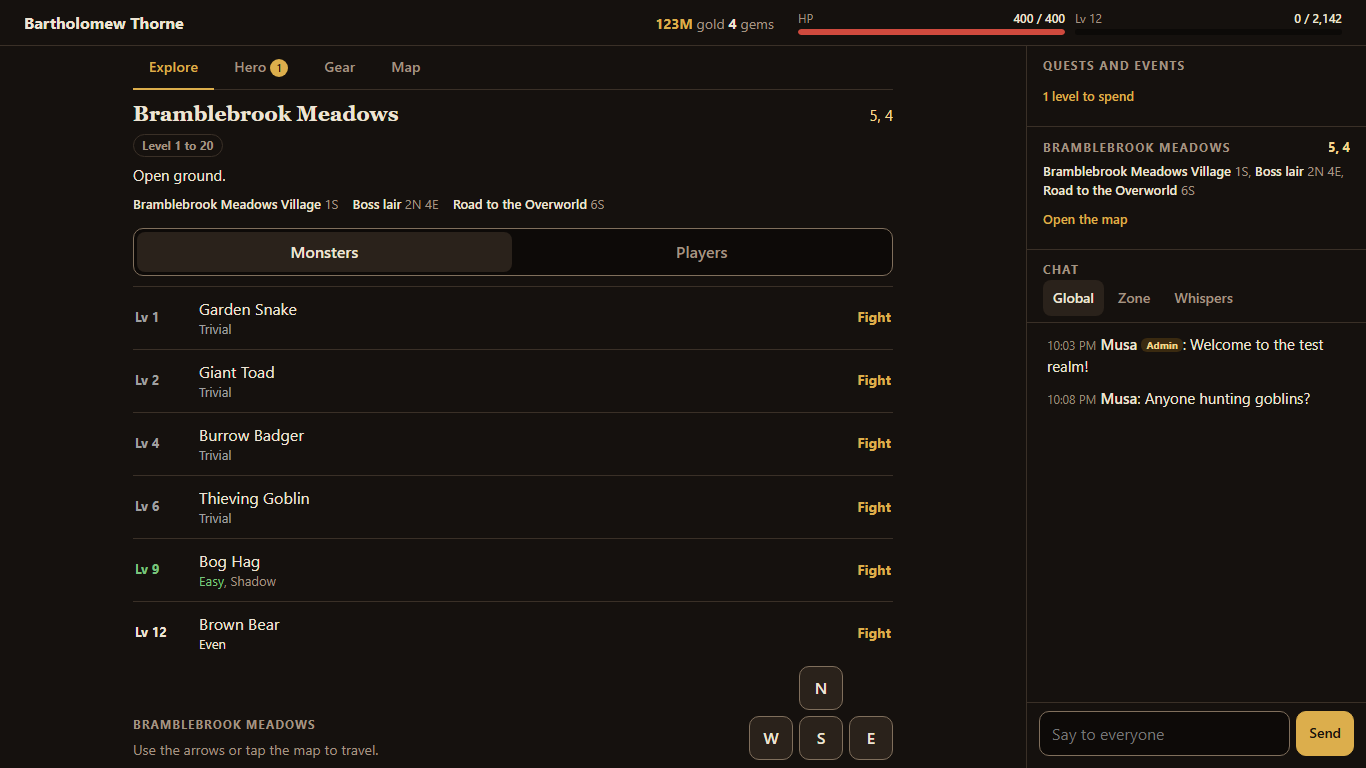 Bartholomew Thorne
123M gold 4 gems
HP 400 / 400
Lv 12 0 / 2,142
Explore Hero 1 Gear Map
Bramblebrook Meadows 5, 4
Level 1 to 20
Open ground.
Bramblebrook Meadows Village 1S Boss lair 2N 4E Road to the Overworld 6S
Monsters Players
Lv 1 Garden Snake Fight
Trivial
Lv 2 Giant Toad Fight
Trivial
Lv 4 Burrow Badger Fight
Trivial
Lv 6 Thieving Goblin Fight
Trivial
Lv 9 Bog Hag Fight
Easy, Shadow
Lv 12 Brown Bear Fight
Even
BRAMBLEBROOK MEADOWS
Use the arrows or tap the map to travel.
N
W S E
QUESTS AND EVENTS
1 level to spend
BRAMBLEBROOK MEADOWS 5, 4
Bramblebrook Meadows Village 1S, Boss lair 2N 4E,
Road to the Overworld 6S
Open the map
CHAT
Global Zone Whispers
10:03 PM Musa Admin: Welcome to the test
realm!
10:08 PM Musa: Anyone hunting goblins?
Say to everyone Send